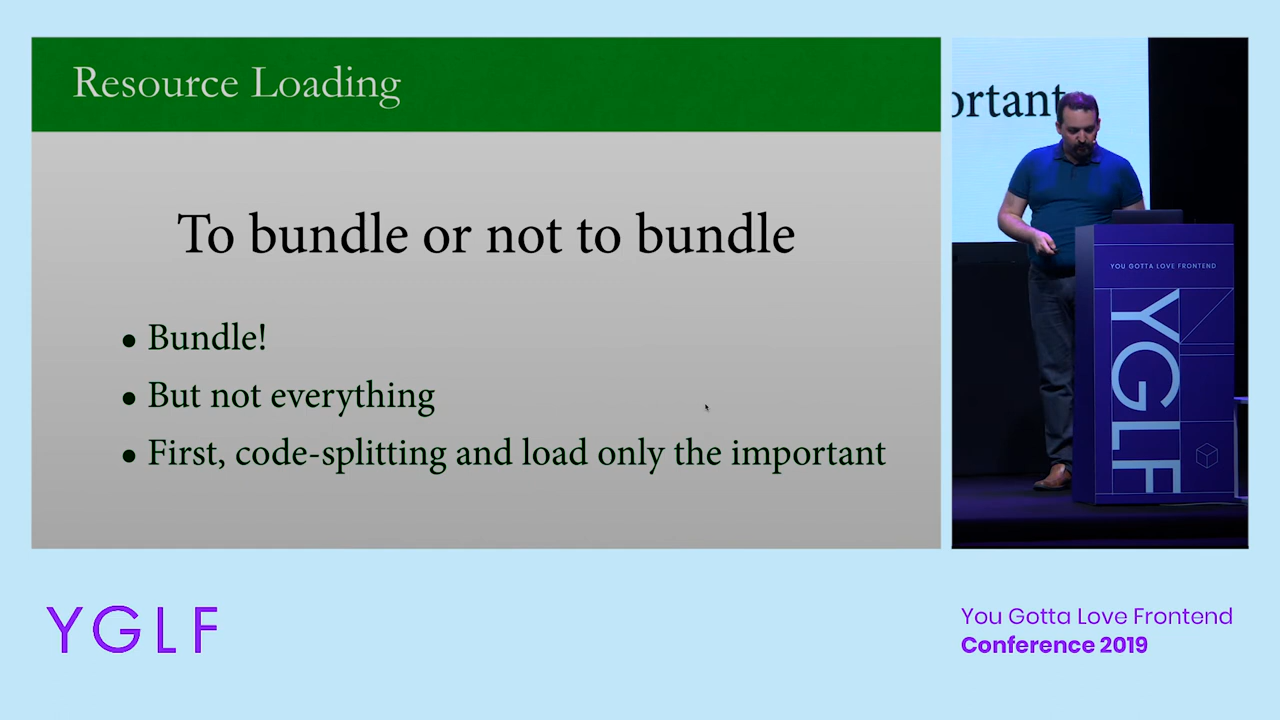 Resource Loading
To bundle or not to bundle
• Bundle!
• But not everything
• First, code-splitting and load only the important
ortant
YOU GOTTA LOVE FRONTEND
YGLF
YGLF
You Gotta Love Frontend
Conference 2019